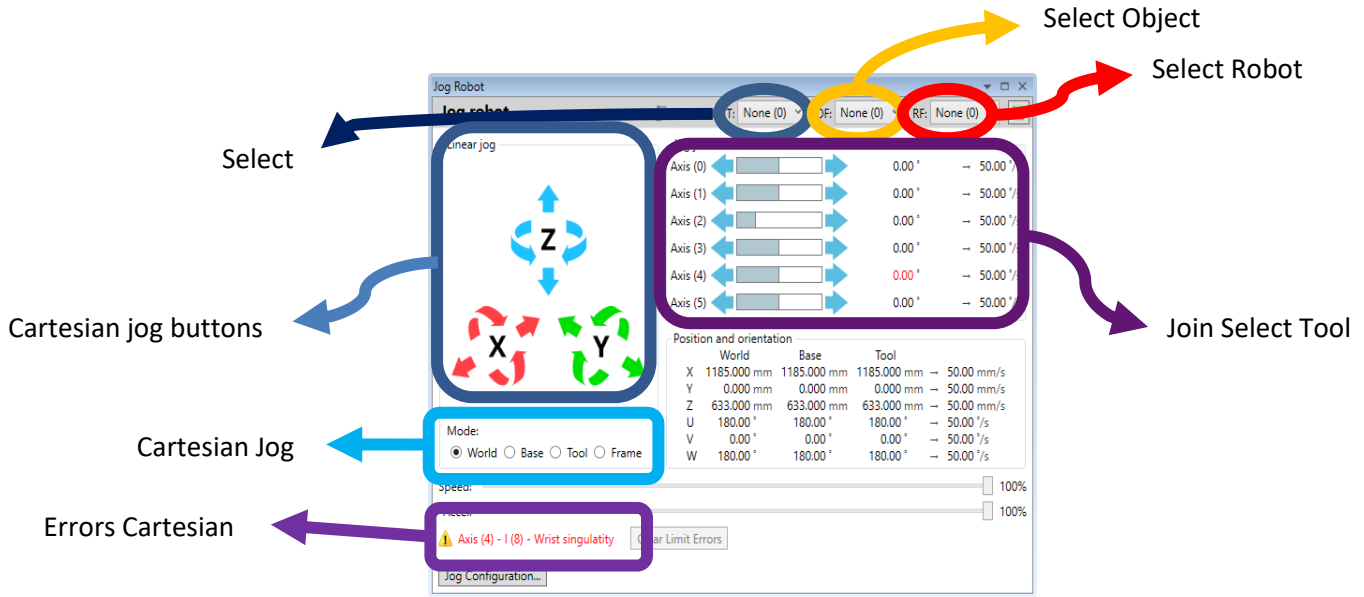 Select Object
Select Robot
Jog Robot
T: None (0) OF: None (0) RF: None (0)
Select
Linear jog
Z
X Y
Axis (0) 0.00 ° → 50.00 °/s
Axis (1) 0.00 ° → 50.00 °/s
Axis (2) 0.00 ° → 50.00 °/s
Axis (3) 0.00 ° → 50.00 °/s
Axis (4) 0.00 ° → 50.00 °/s
Axis (5) 0.00 ° → 50.00 °/s
Cartesian jog buttons
Join Select Tool
Position and orientation
World Base Tool
X 1185.000 mm 1185.000 mm 1185.000 mm → 50.00 mm/s
Y 0.000 mm 0.000 mm 0.000 mm → 50.00 mm/s
Z 633.000 mm 633.000 mm 633.000 mm → 50.00 mm/s
U 180.00 ° 180.00 ° 180.00 ° → 50.00 °/s
V 0.00 ° 0.00 ° 0.00 ° → 50.00 °/s
W 180.00 ° 180.00 ° 180.00 ° → 50.00 °/s
Cartesian Jog
Mode:
World Base Tool Frame
Speed: 100%
100%
Errors Cartesian
Axis (4) - I (8) - Wrist singulatity
Limit Errors
Jog Configuration...